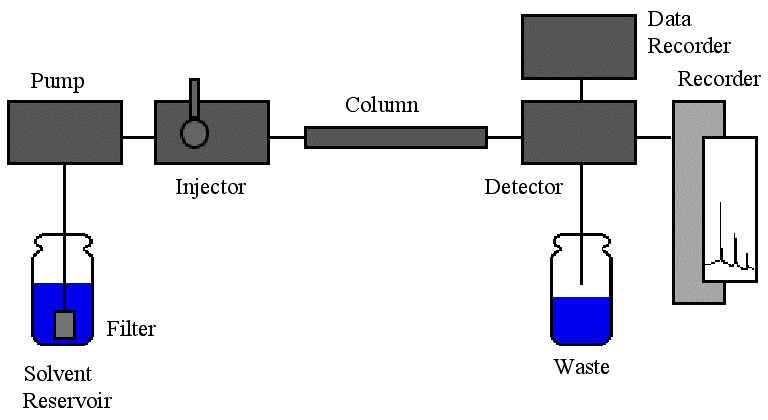 Data
Recorder
Pump
Recorder
Column
Injector
Detector
Filter
Solvent
Reservoir
Waste